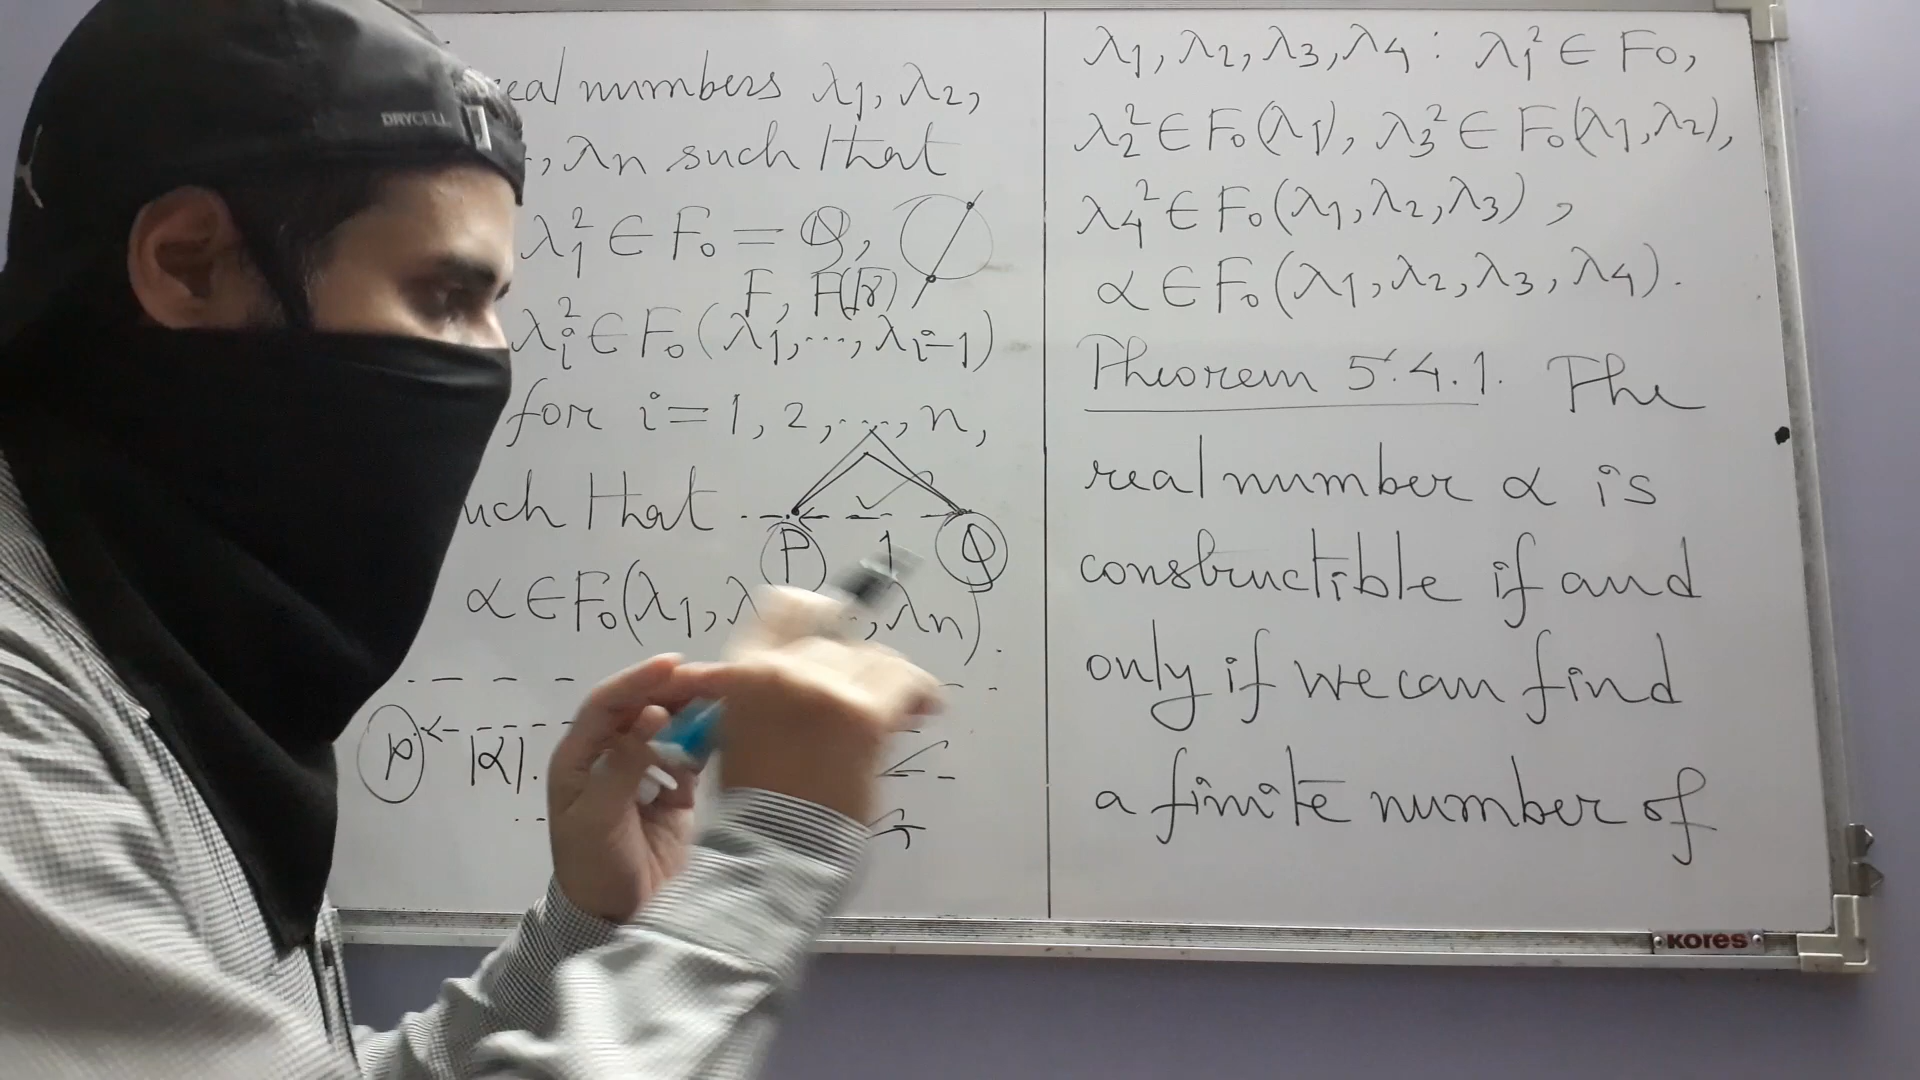 DRYCELL
real numbers λ1, λ2,
, λn such that
λ1² ∈ F0 = Q,
F, F(√γ)
λi² ∈ F0(λ1, ..., λi-1)
for i = 1, 2, ..., n,
such that
P 1 Q
α ∈ F0(λ1, λ ..., λn).
p |α|.
λ1, λ2, λ3, λ4 : λ1² ∈ F0,
λ2² ∈ F0(λ1), λ3² ∈ F0(λ1, λ2),
λ4² ∈ F0(λ1, λ2, λ3),
α ∈ F0(λ1, λ2, λ3, λ4).
Theorem 5.4.1. The
real number α is
constructible if and
only if we can find
a finite number of
KORES